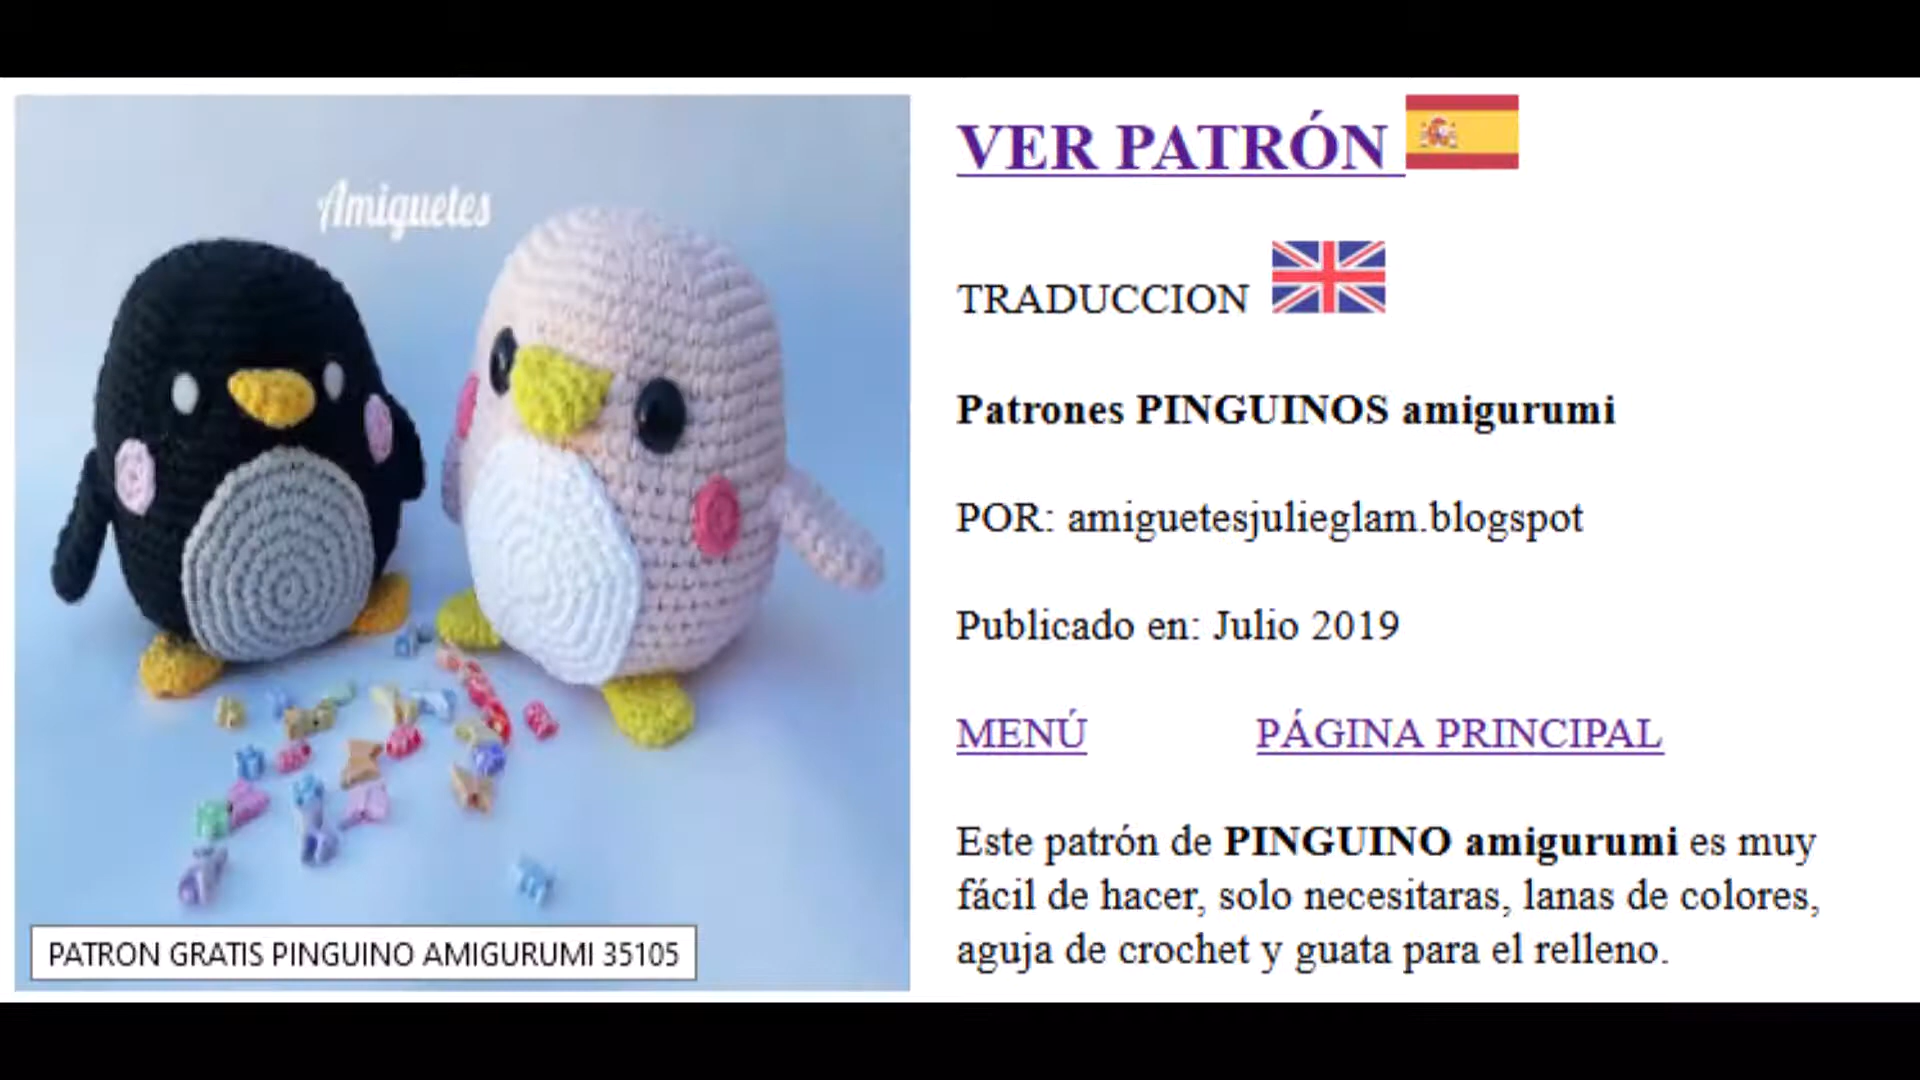 Amiguetes
PATRON GRATIS PINGUINO AMIGURUMI 35105
VER PATRÓN
TRADUCCION
Patrones PINGUINOS amigurumi
POR: amiguetesjulieglam.blogspot
Publicado en: Julio 2019
MENÚ PÁGINA PRINCIPAL
Este patrón de PINGUINO amigurumi es muy
fácil de hacer, solo necesitaras, lanas de colores,
aguja de crochet y guata para el relleno.